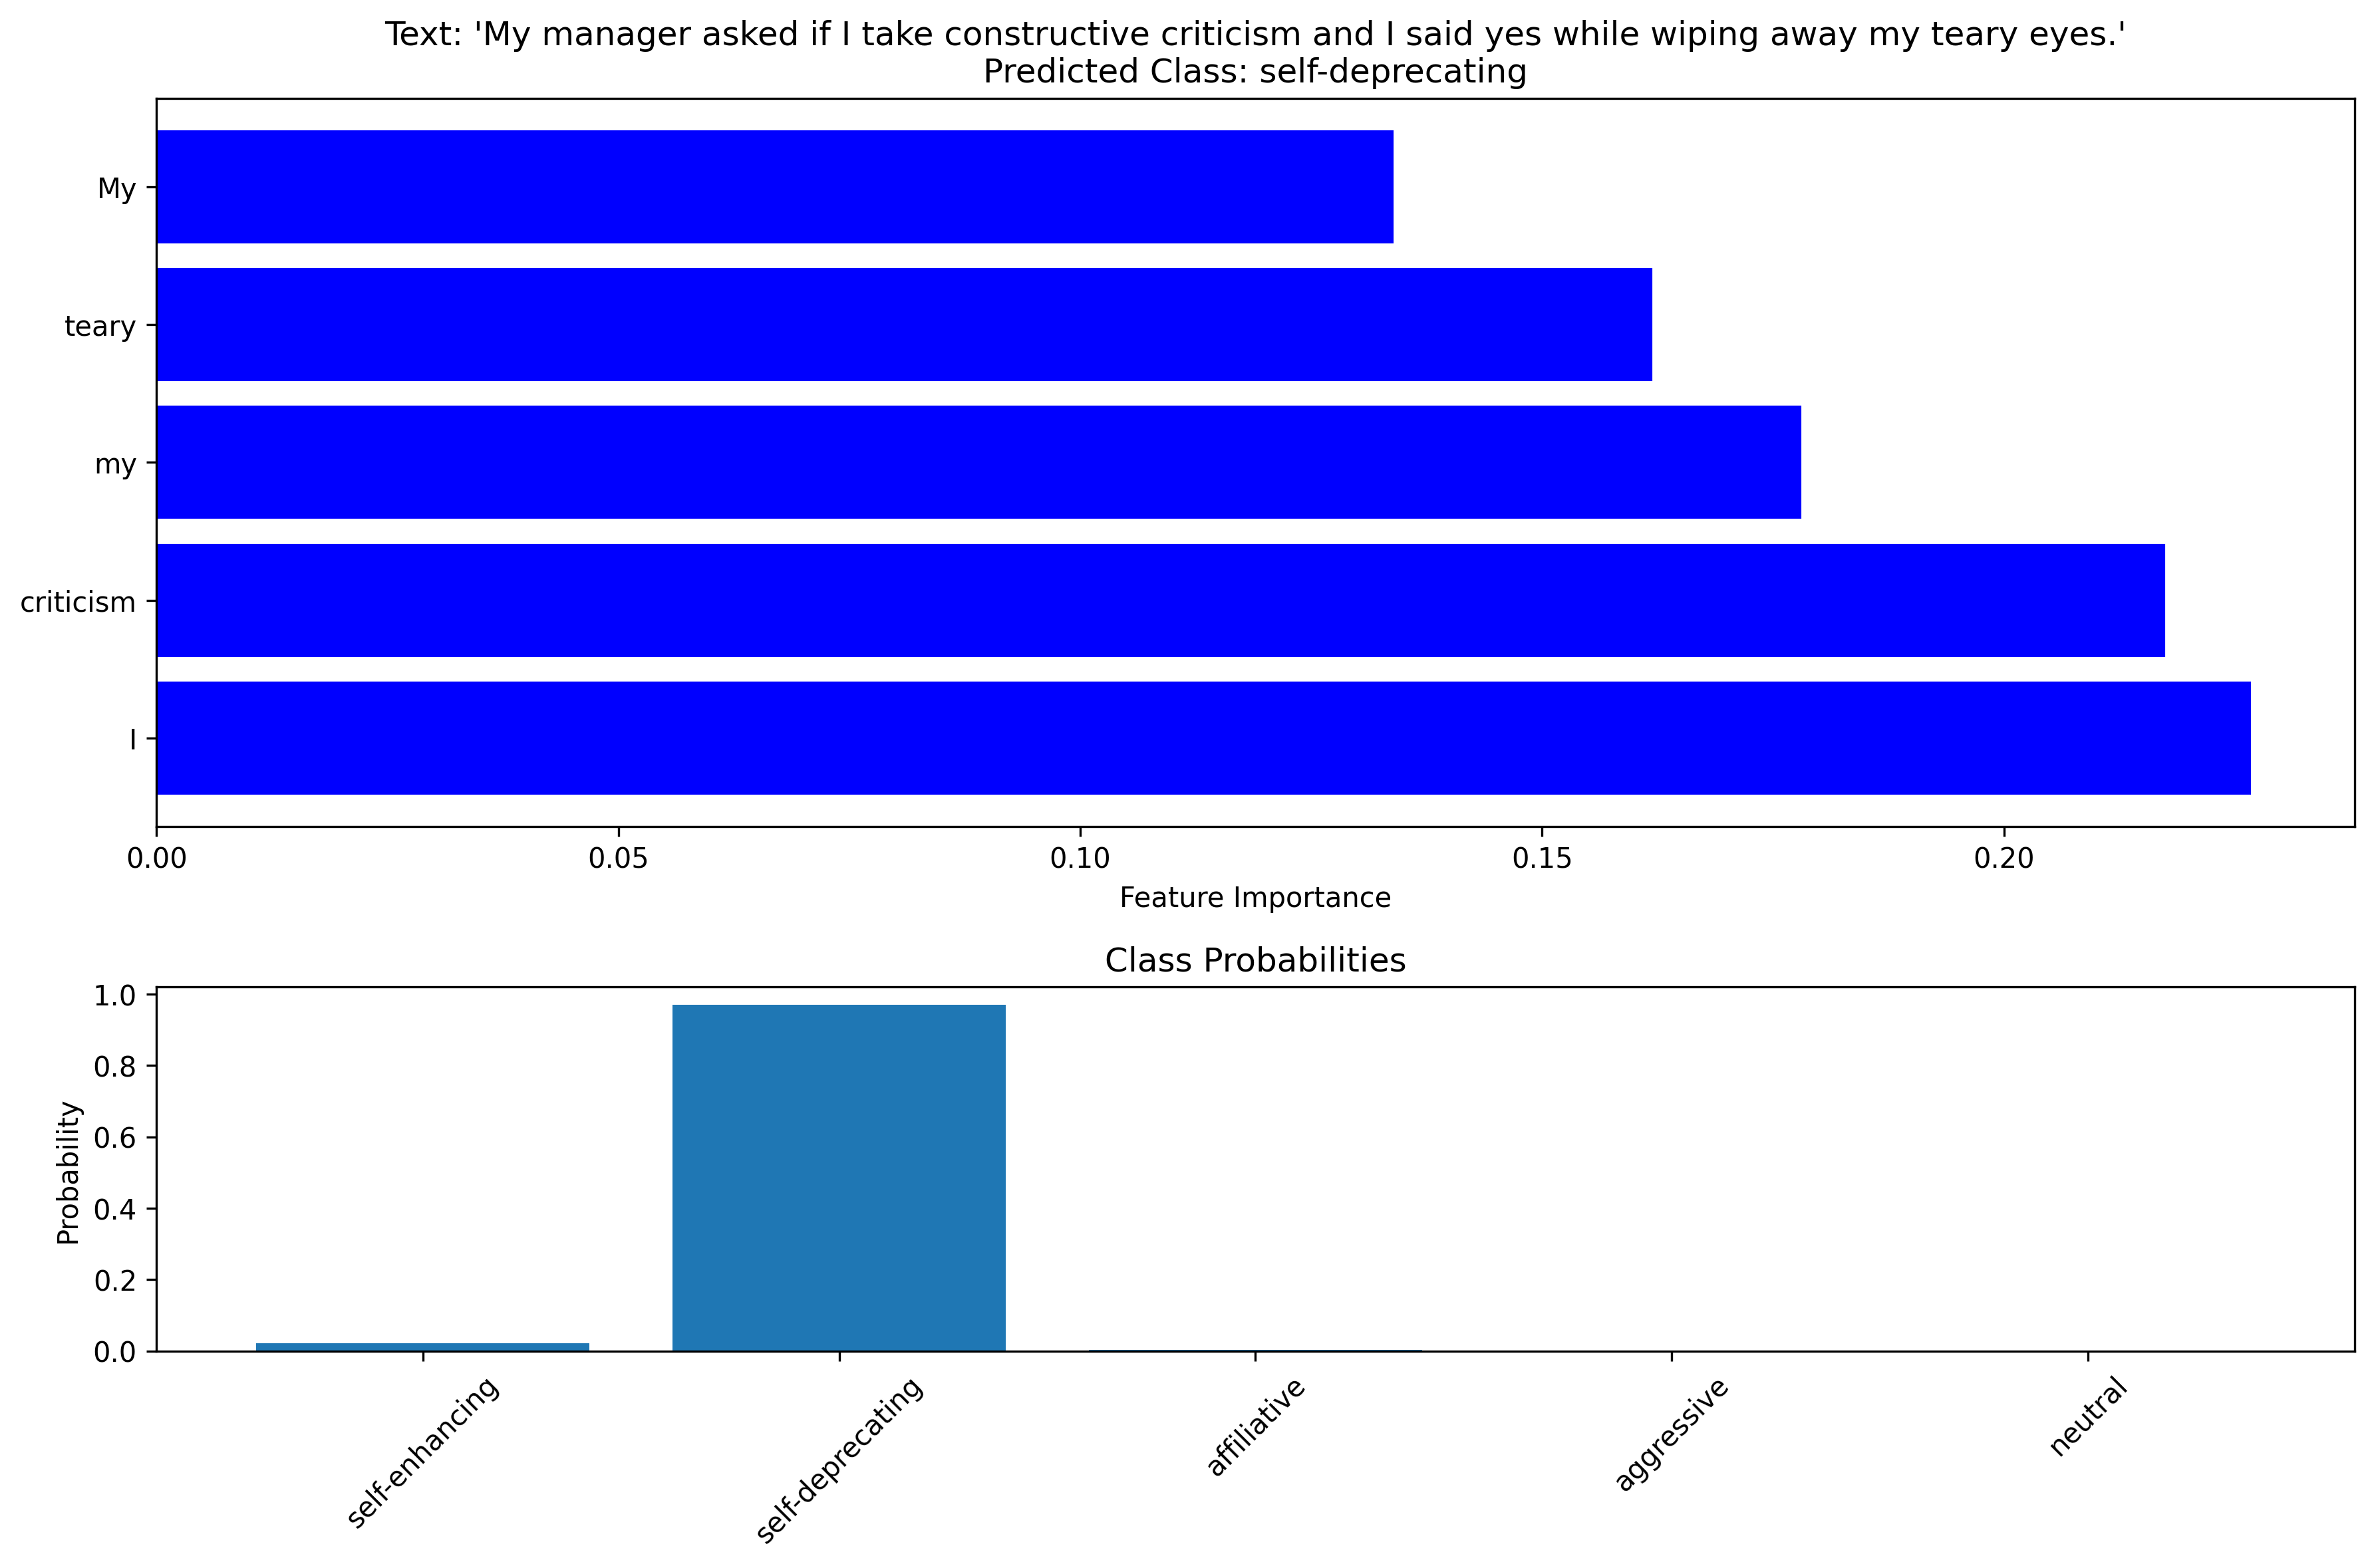 Text: 'My manager asked if I take constructive criticism and I said yes while wiping away my teary eyes.'
Predicted Class: self-deprecating
My
teary
my
criticism
I
0.00 0.05 0.10 0.15 0.20
Feature Importance
Class Probabilities
1.0
0.8
0.6
0.4
0.2
0.0
Probability
self-enhancing self-deprecating affiliative aggressive neutral